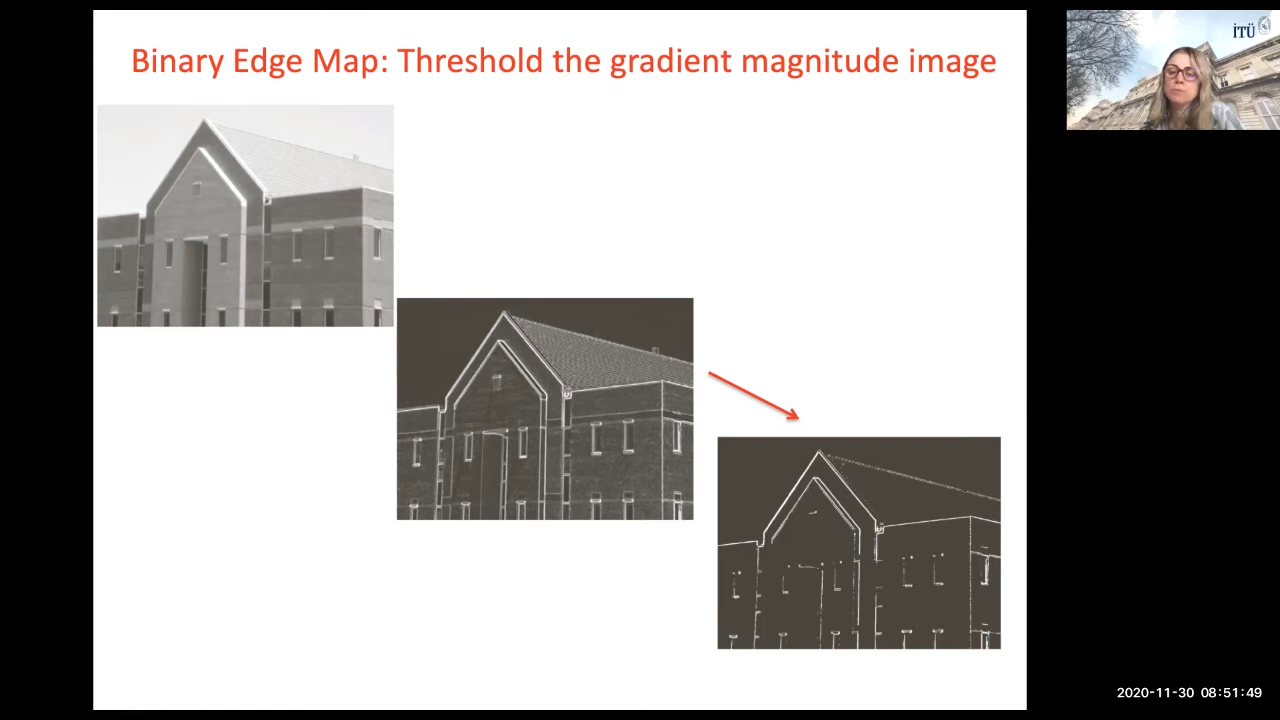 Binary Edge Map: Threshold the gradient magnitude image
İTÜ
2020-11-30 08:51:49